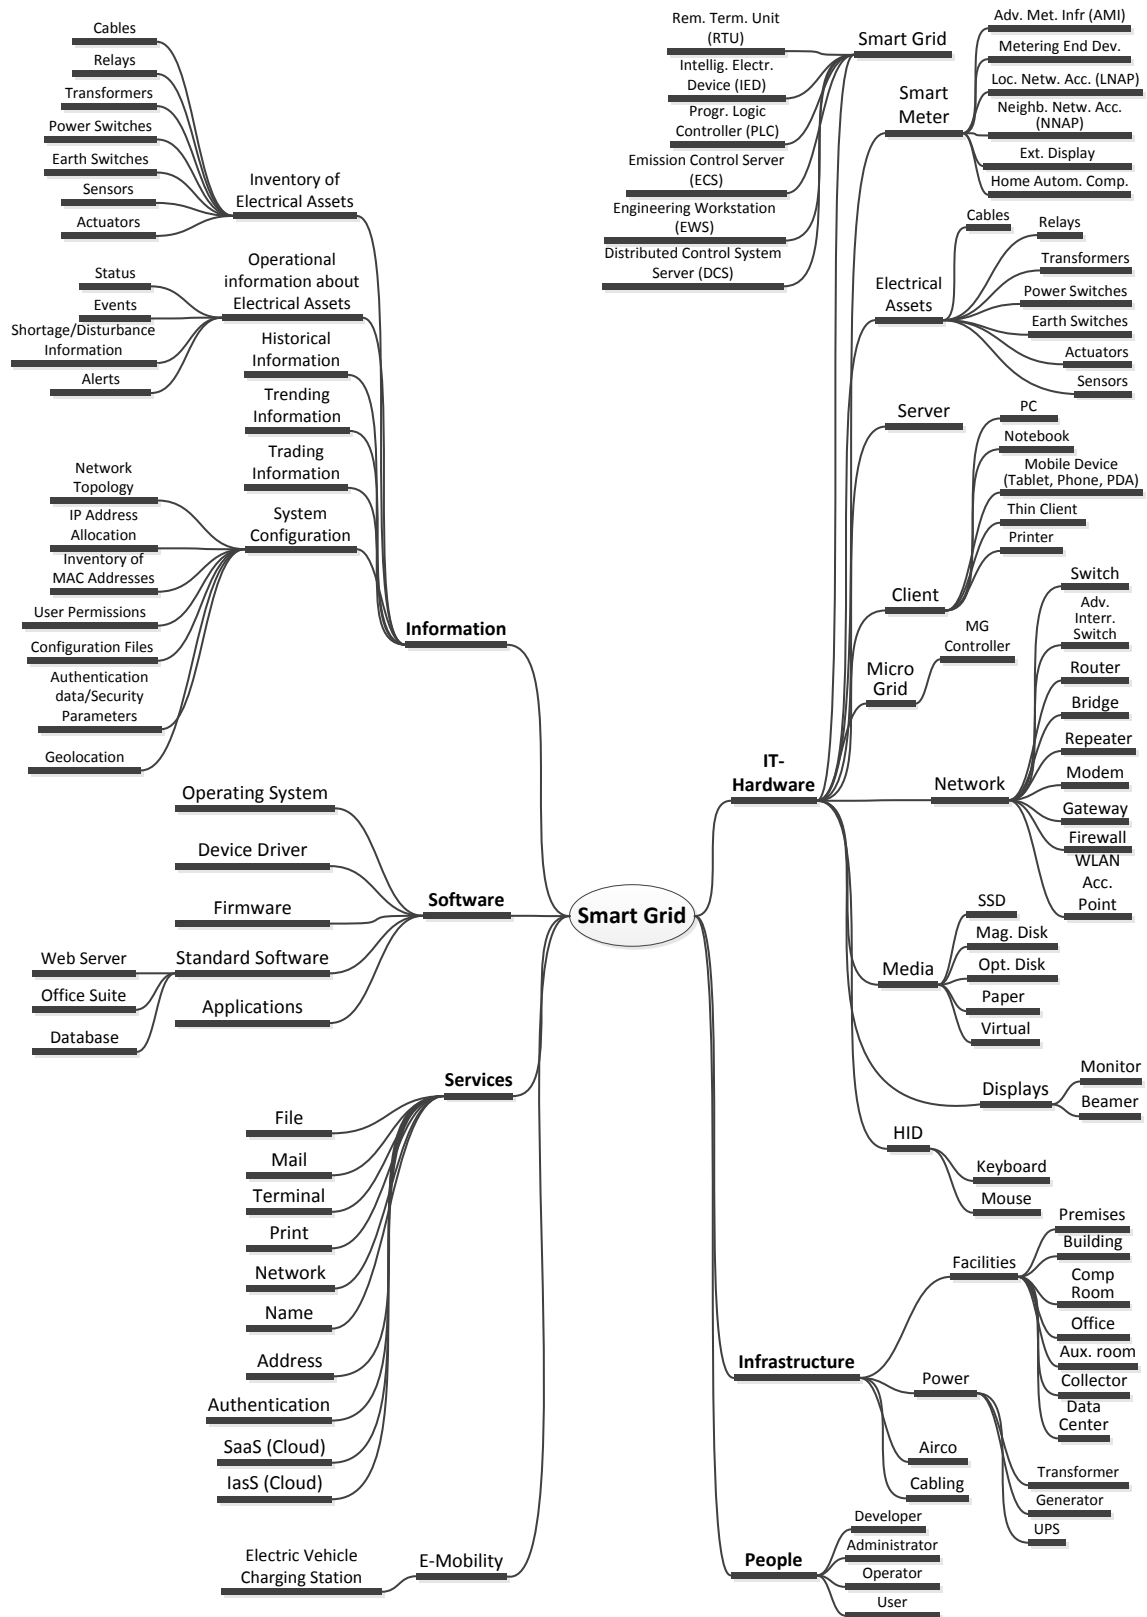 Cables
Relays
Transformers
Power Switches
Earth Switches
Sensors
Actuators
Inventory of
Electrical Assets
Status
Events
Shortage/Disturbance
Information
Alerts
Operational
information about
Electrical Assets
Historical
Information
Trending
Information
Trading
Information
Network
Topology
IP Address
Allocation
Inventory of
MAC Addresses
User Permissions
Configuration Files
Authentication
data/Security
Parameters
Geolocation
System
Configuration
Information
Operating System
Device Driver
Firmware
Web Server
Office Suite
Database
Standard Software
Applications
Software
Services
File
Mail
Terminal
Print
Network
Name
Address
Authentication
SaaS (Cloud)
IasS (Cloud)
Electric Vehicle
Charging Station
E-Mobility
Smart Grid
Rem. Term. Unit
(RTU)
Intellig. Electr.
Device (IED)
Progr. Logic
Controller (PLC)
Emission Control Server
(ECS)
Engineering Workstation
(EWS)
Distributed Control System
Server (DCS)
Smart Grid
Smart
Meter
Adv. Met. Infr (AMI)
Metering End Dev.
Loc. Netw. Acc. (LNAP)
Neighb. Netw. Acc.
(NNAP)
Ext. Display
Home Autom. Comp.
Electrical
Assets
Cables
Relays
Transformers
Power Switches
Earth Switches
Actuators
Sensors
Server
Client
PC
Notebook
Mobile Device
(Tablet, Phone, PDA)
Thin Client
Printer
Micro
Grid
MG
Controller
IT-
Hardware
Network
Switch
Adv.
Interr.
Switch
Router
Bridge
Repeater
Modem
Gateway
Firewall
WLAN
Acc.
Point
Media
SSD
Mag. Disk
Opt. Disk
Paper
Virtual
Displays
Monitor
Beamer
HID
Keyboard
Mouse
Infrastructure
Facilities
Premises
Building
Comp
Room
Office
Aux. room
Collector
Data
Center
Power
Transformer
Generator
UPS
Airco
Cabling
People
Developer
Administrator
Operator
User